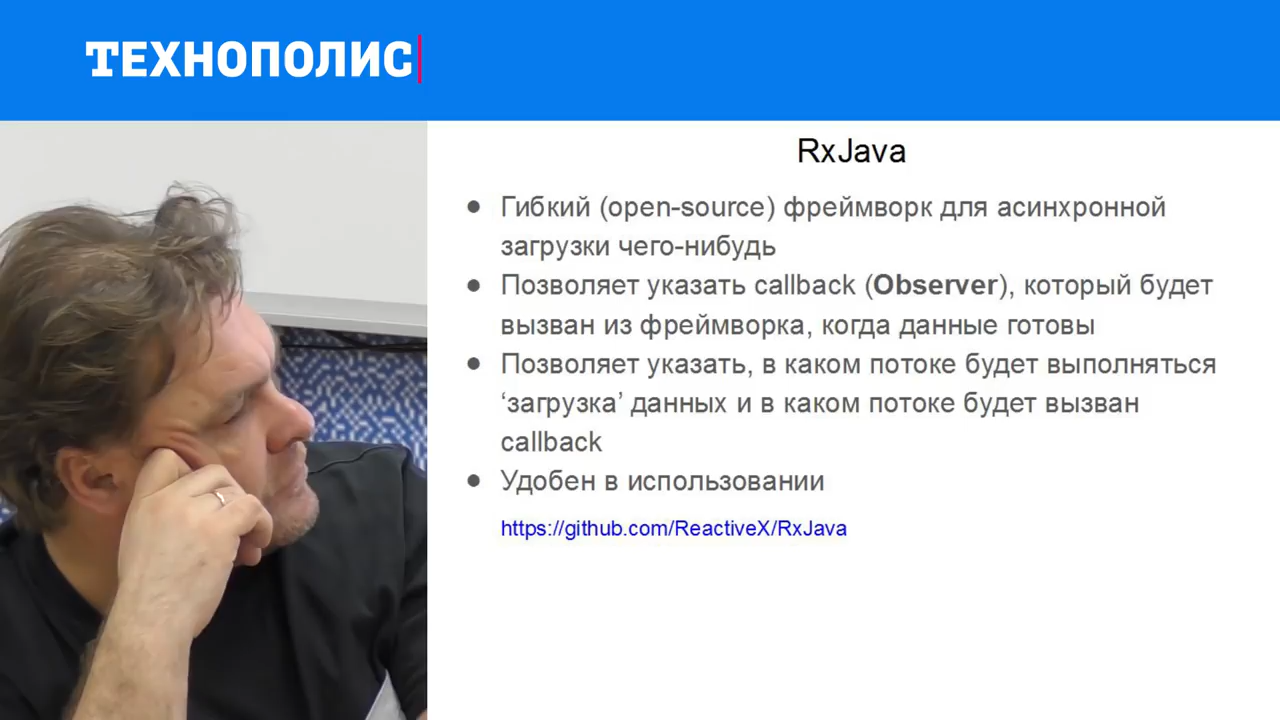 ТЕХНОПОЛИС
RxJava
● Гибкий (open-source) фреймворк для асинхронной
загрузки чего-нибудь
● Позволяет указать callback (Observer), который будет
вызван из фреймворка, когда данные готовы
● Позволяет указать, в каком потоке будет выполняться
‘загрузка’ данных и в каком потоке будет вызван
callback
● Удобен в использовании
https://github.com/ReactiveX/RxJava